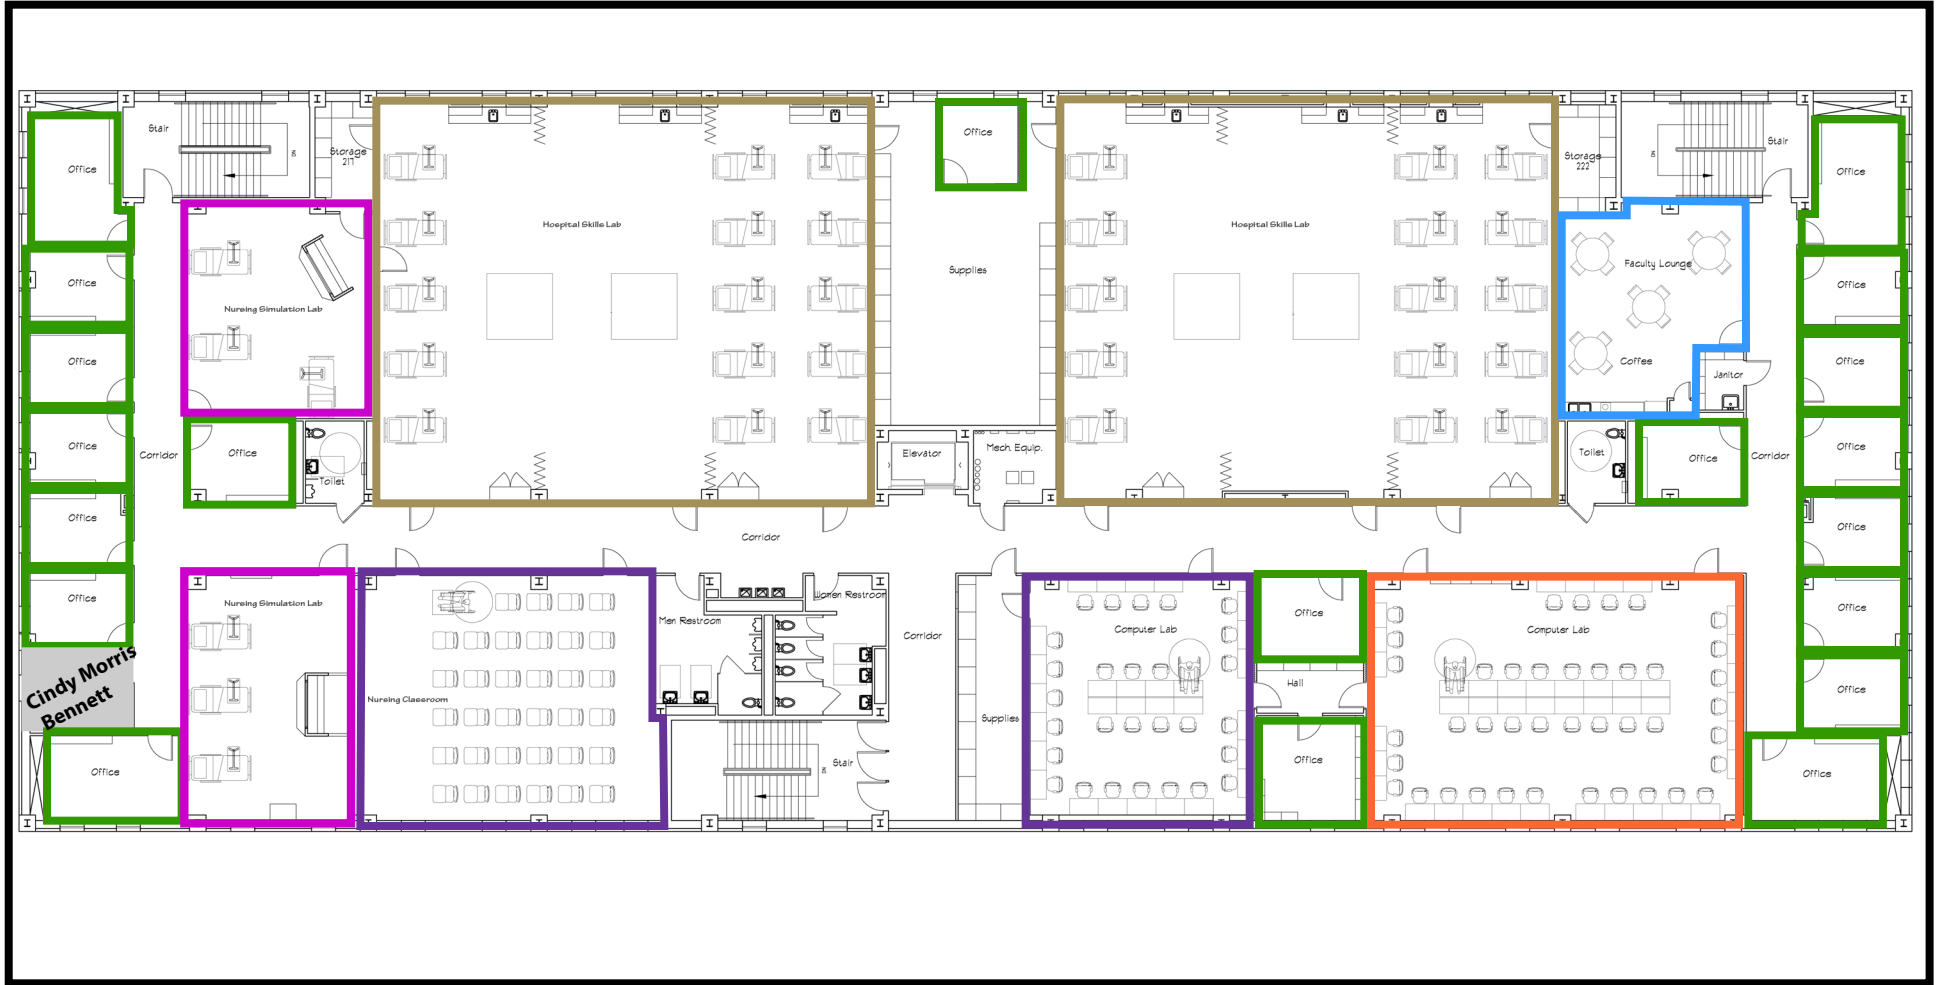 Stair
Office
Storage
217
Office
Stair
Storage
222
Office
Office
Nursing Simulation Lab
Hospital Skills Lab
Supplies
Hospital Skills Lab
Faculty Lounge
Coffee
Janitor
Office
Office
Office
Office
Office
Corridor
Office
Toilet
Elevator
Mech. Equip.
Toilet
Office
Corridor
Office
Office
Corridor
Office
Office
Nursing Simulation Lab
Women Restroom
Men Restroom
Corridor
Computer Lab
Office
Computer Lab
Office
Cindy Morris
Bennett
Nursing Classroom
Supplies
Hall
Office
Office
Stair
Office
Office